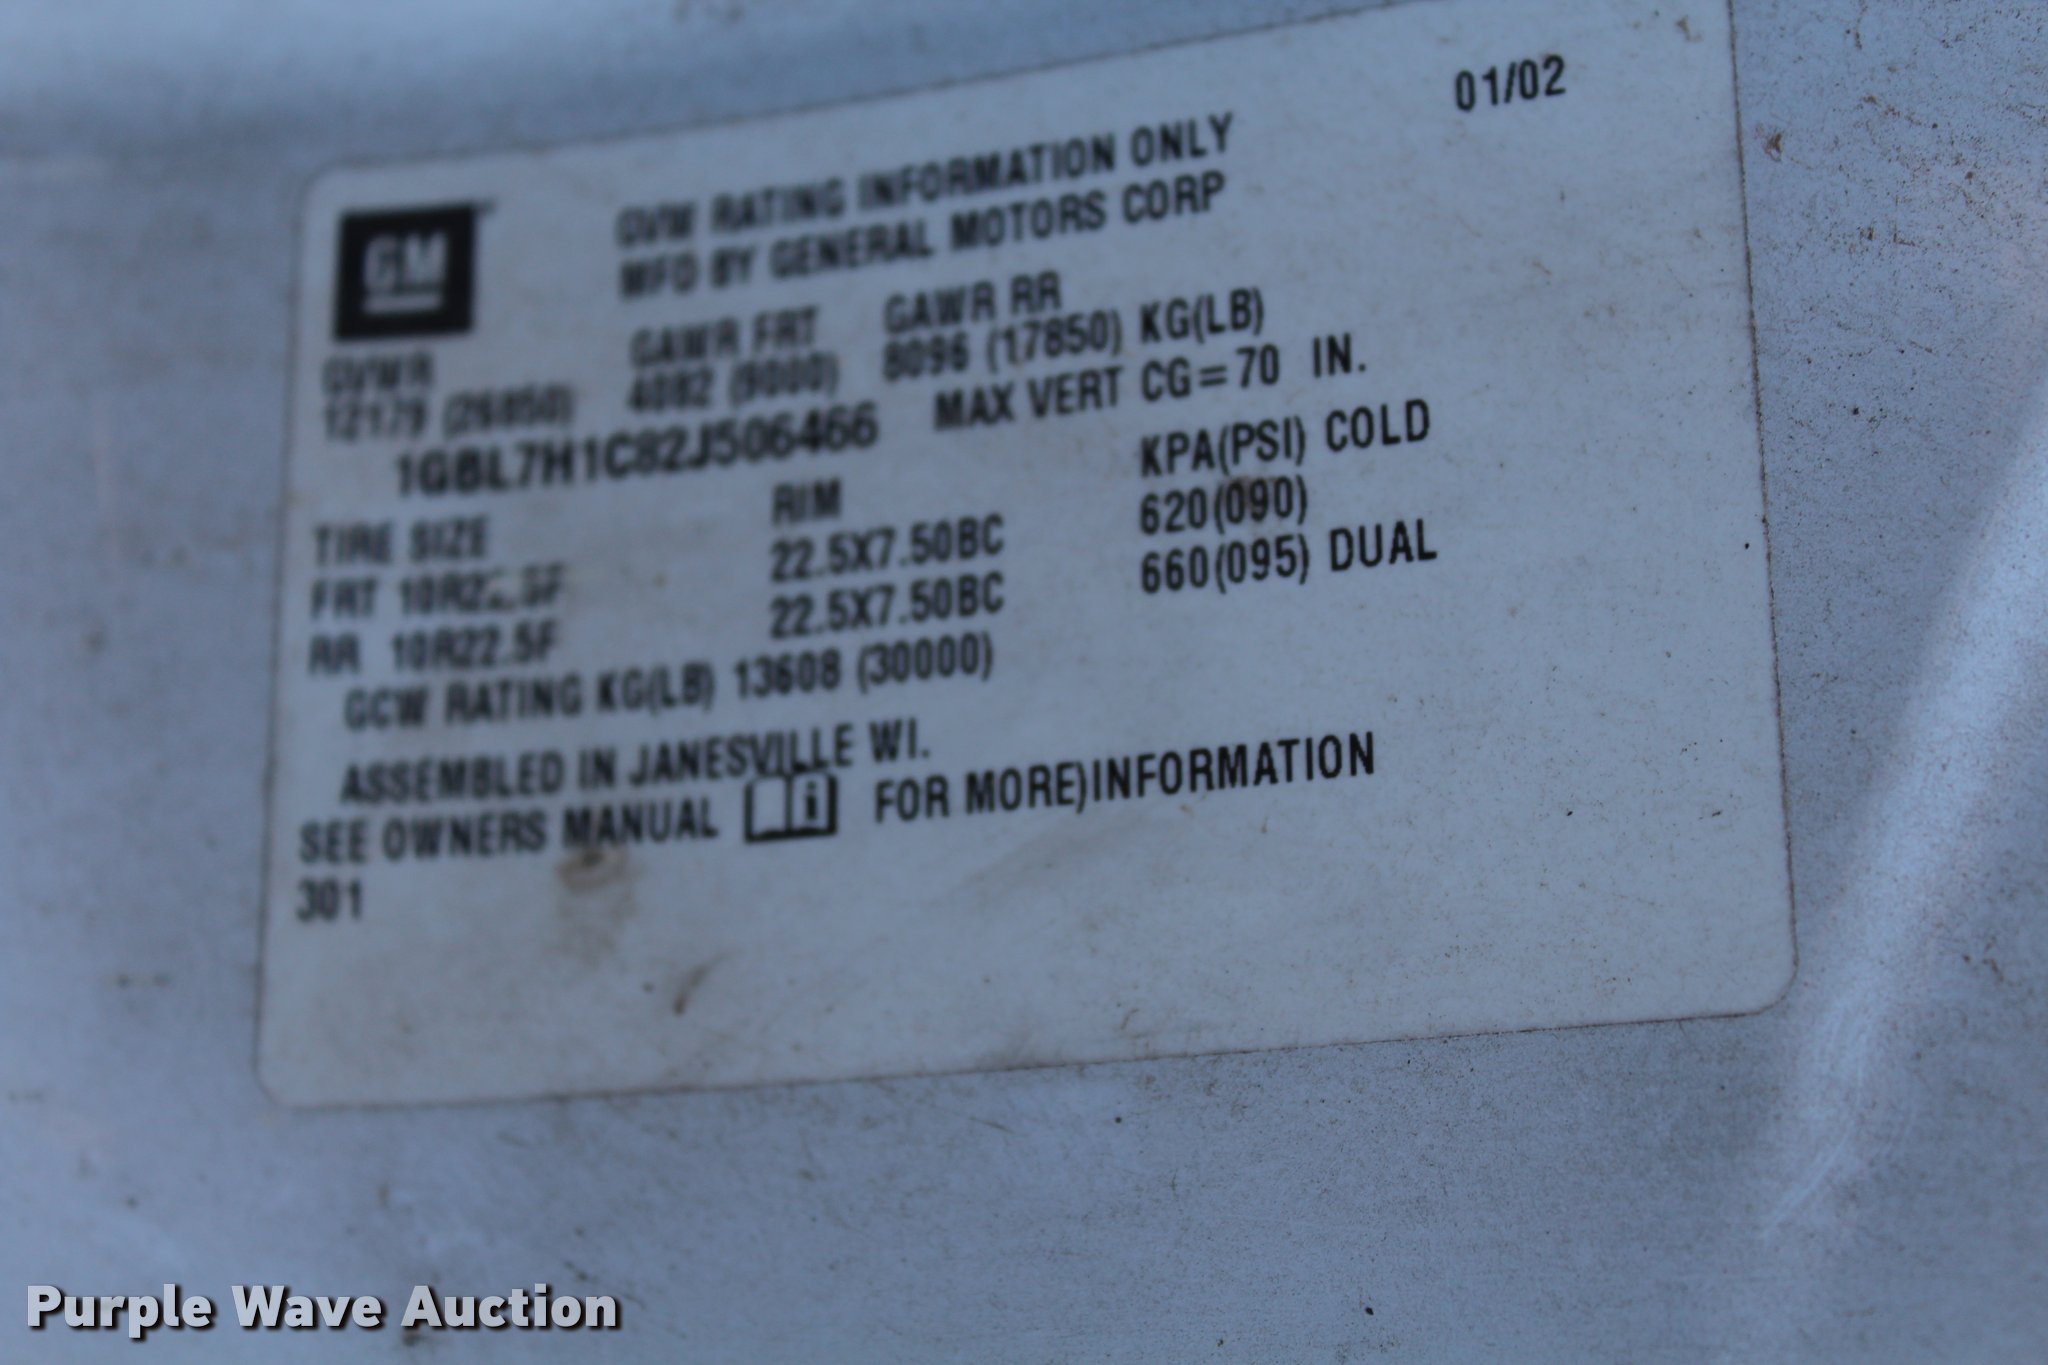 01/02
GM
GVW RATING INFORMATION ONLY
MFD BY GENERAL MOTORS CORP
GVWR GAWR FRT GAWR RR
12179 (26850) 4082 (9000) 8096 (17850) KG(LB)
1GBL7H1C82J506466 MAX VERT CG=70 IN.
TIRE SIZE RIM KPA(PSI) COLD
FRT 10R22.5F 22.5X7.50BC 620(090)
RR 10R22.5F 22.5X7.50BC 660(095) DUAL
GCW RATING KG(LB) 13608 (30000)
ASSEMBLED IN JANESVILLE WI.
SEE OWNERS MANUAL i FOR MORE)INFORMATION
301
Purple Wave Auction